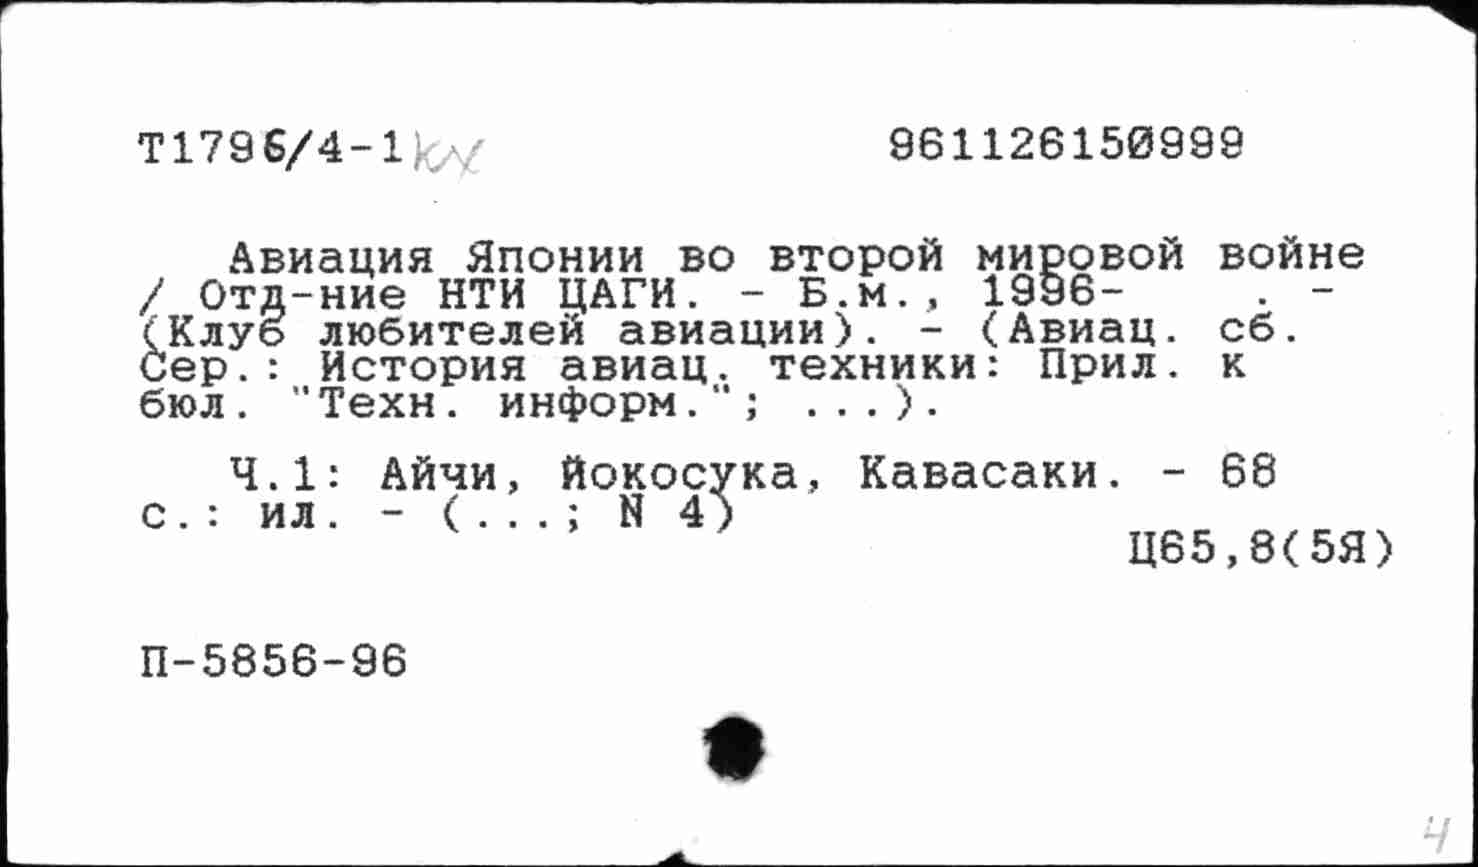 Т1796/4-1 кх 961126150999
Авиация Японии во второй мировой войне
/ Отд-ние НТИ ЦАГИ. - Б.м., 1996- . -
(Клуб любителей авиации). - (Авиац. сб.
Сер.: История авиац. техники: Прил. к
бюл. "Техн. информ."; ...).
Ч.1: Айчи, Йокосука, Кавасаки. - 68
с.: ил. - (...; N 4)
Ц65,8(5Я)
П-5856-96
4